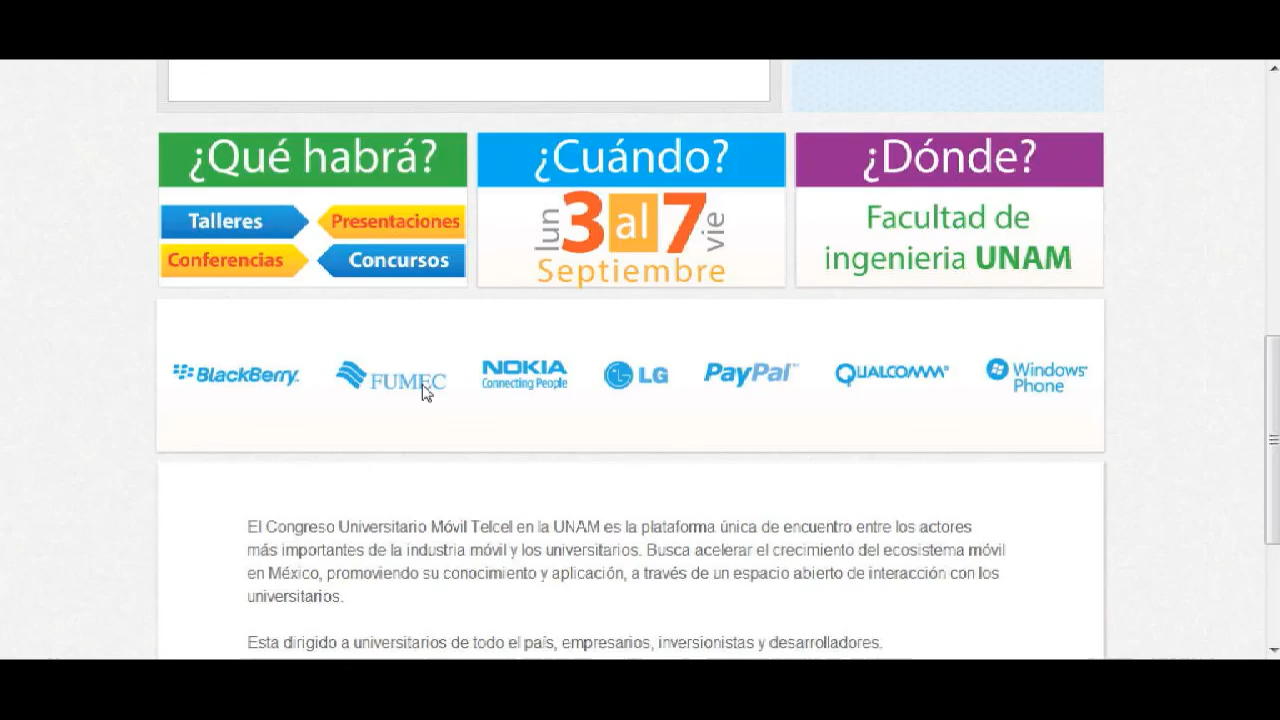 ¿Qué habrá?
Talleres
Presentaciones
Conferencias
Concursos
¿Cuándo?
lun 3 al 7 vie
Septiembre
¿Dónde?
Facultad de
ingenieria UNAM
BlackBerry
FUMEC
NOKIA
Connecting People
LG
PayPal™
QUALCOMM®
Windows®
Phone
El Congreso Universitario Móvil Telcel en la UNAM es la plataforma única de encuentro entre los actores
más importantes de la industria móvil y los universitarios. Busca acelerar el crecimiento del ecosistema móvil
en México, promoviendo su conocimiento y aplicación, a través de un espacio abierto de interacción con los
universitarios.
Esta dirigido a universitarios de todo el país, empresarios, inversionistas y desarrolladores.